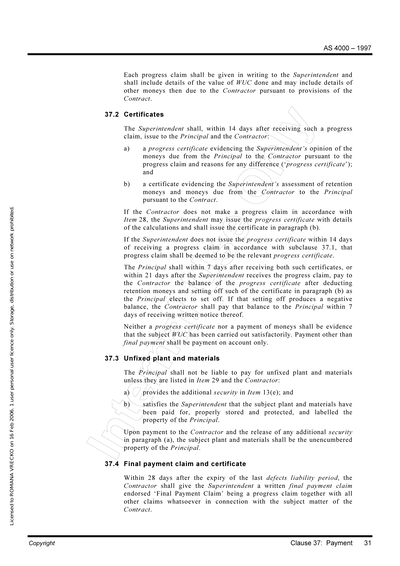 AS 4000 – 1997
Each progress claim shall be given in writing to the Superintendent and
shall include details of the value of WUC done and may include details of
other moneys then due to the Contractor pursuant to provisions of the
Contract.
37.2 Certificates
The Superintendent shall, within 14 days after receiving such a progress
claim, issue to the Principal and the Contractor:
a) a progress certificate evidencing the Superintendent's opinion of the
moneys due from the Principal to the Contractor pursuant to the
progress claim and reasons for any difference ('progress certificate');
and
b) a certificate evidencing the Superintendent's assessment of retention
moneys and moneys due from the Contractor to the Principal
pursuant to the Contract.
If the Contractor does not make a progress claim in accordance with
Item 28, the Superintendent may issue the progress certificate with details
of the calculations and shall issue the certificate in paragraph (b).
If the Superintendent does not issue the progress certificate within 14 days
of receiving a progress claim in accordance with subclause 37.1, that
progress claim shall be deemed to be the relevant progress certificate.
The Principal shall within 7 days after receiving both such certificates, or
within 21 days after the Superintendent receives the progress claim, pay to
the Contractor the balance of the progress certificate after deducting
retention moneys and setting off such of the certificate in paragraph (b) as
the Principal elects to set off. If that setting off produces a negative
balance, the Contractor shall pay that balance to the Principal within 7
days of receiving written notice thereof.
Neither a progress certificate nor a payment of moneys shall be evidence
that the subject WUC has been carried out satisfactorily. Payment other than
final payment shall be payment on account only.
37.3 Unfixed plant and materials
The Principal shall not be liable to pay for unfixed plant and materials
unless they are listed in Item 29 and the Contractor:
a) provides the additional security in Item 13(e); and
b) satisfies the Superintendent that the subject plant and materials have
been paid for, properly stored and protected, and labelled the
property of the Principal.
Upon payment to the Contractor and the release of any additional security
in paragraph (a), the subject plant and materials shall be the unencumbered
property of the Principal.
37.4 Final payment claim and certificate
Within 28 days after the expiry of the last defects liability period, the
Contractor shall give the Superintendent a written final payment claim
endorsed 'Final Payment Claim' being a progress claim together with all
other claims whatsoever in connection with the subject matter of the
Contract.
Copyright Clause 37: Payment 31
Licensed to ROMANA VRECKO on 16 Feb 2006. 1 user personal user licence only. Storage, distribution or use on network prohibited.